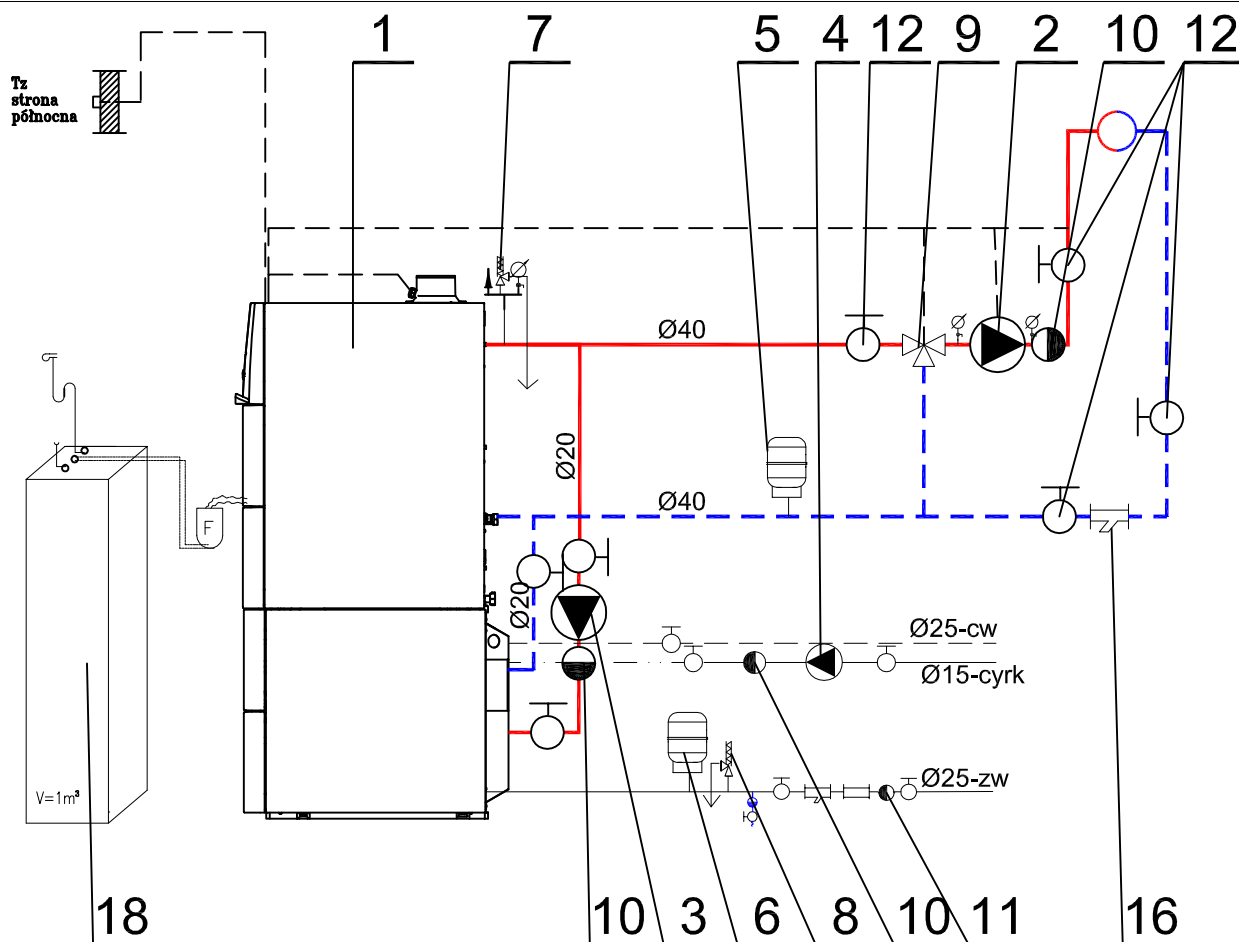 1 7 5 4 12 9 2 10 12
Tz
strona
północna
Ø40
Ø20
Ø40
F
Ø20
Ø25-cw
Ø15-cyrk
Ø25-zw
V=1m³
18 10 3 6 8 10 11 16